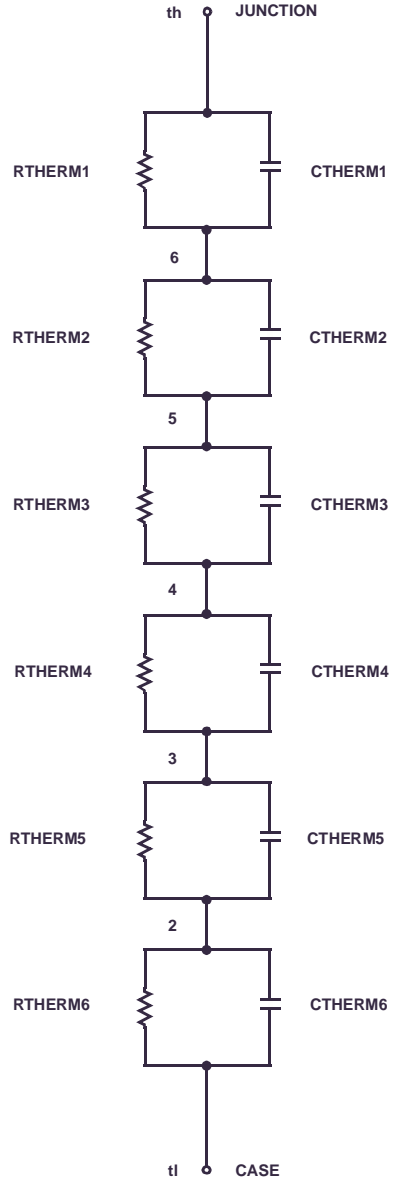 th JUNCTION
RTHERM1 CTHERM1
6
RTHERM2 CTHERM2
5
RTHERM3 CTHERM3
4
RTHERM4 CTHERM4
3
RTHERM5 CTHERM5
2
RTHERM6 CTHERM6
tl CASE